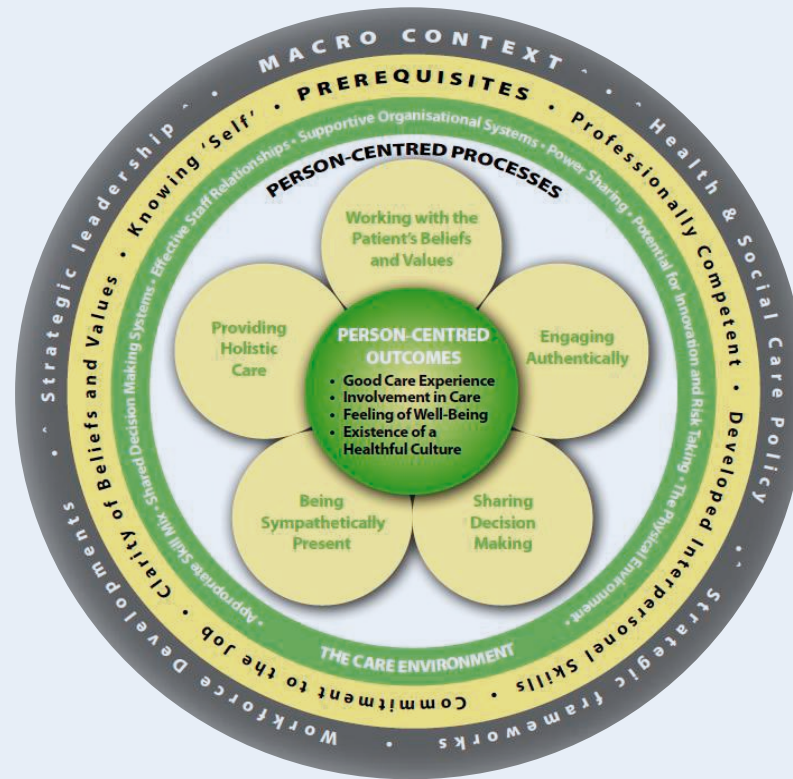 MACRO CONTEXT
Health & Social Care Policy
Strategic frameworks
Workforce Developments
Strategic leadership
PREREQUISITES
Professionally Competent
Developed Interpersonel Skills
Commitment to the Job
Clarity of Beliefs and Values
Knowing 'Self'
THE CARE ENVIRONMENT
Appropriate Skill Mix
Shared Decision Making Systems
Effective Staff Relationships
Supportive Organisational Systems
Power Sharing
Potential for Innovation and Risk Taking
The Physical Environment
PERSON-CENTRED PROCESSES
Working with the
Patient's Beliefs
and Values
Engaging
Authentically
Sharing
Decision
Making
Being
Sympathetically
Present
Providing
Holistic
Care
PERSON-CENTRED
OUTCOMES
• Good Care Experience
• Involvement in Care
• Feeling of Well-Being
• Existence of a
Healthful Culture